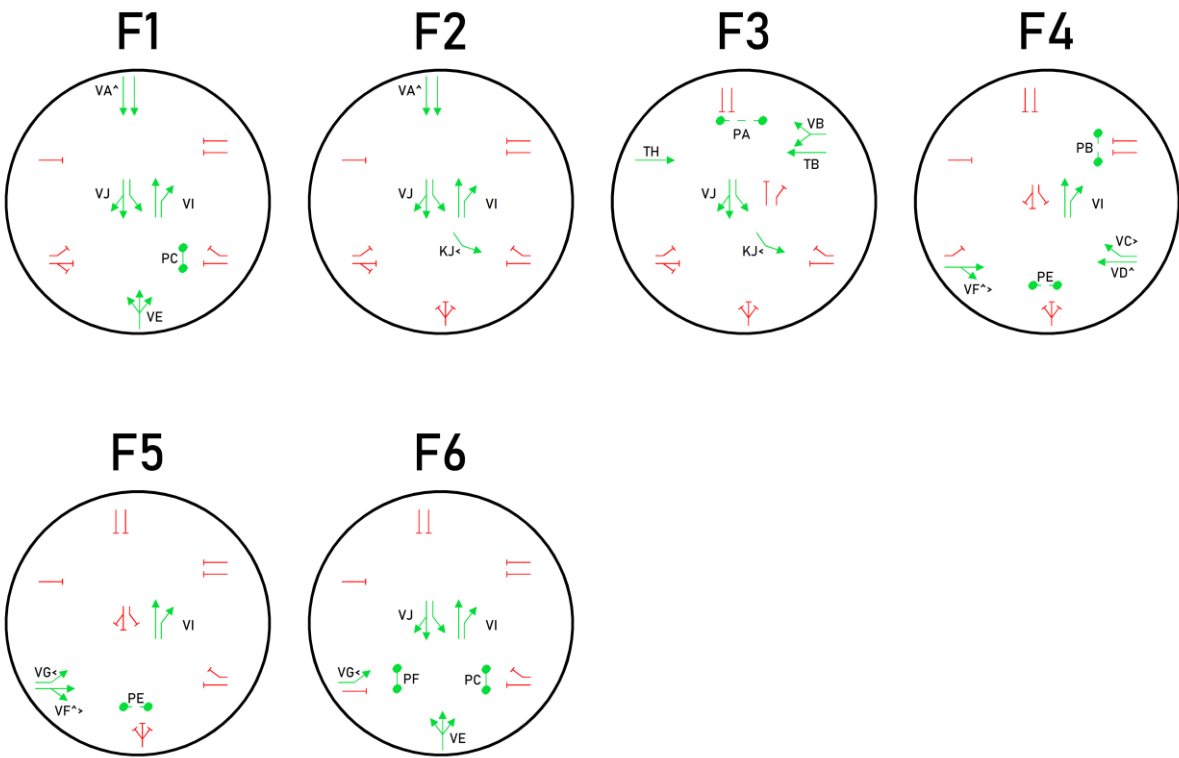 F1
F2
F3
F4
VA^
VJ
VI
PC
VE
VA^
VJ
VI
KJ<
PA
VB
TH
TB
VJ
KJ<
PB
VI
VC>
VD^
VF^>
PE
F5
F6
VI
VG<
PE
VF^>
VJ
VI
VG<
PF
PC
VE